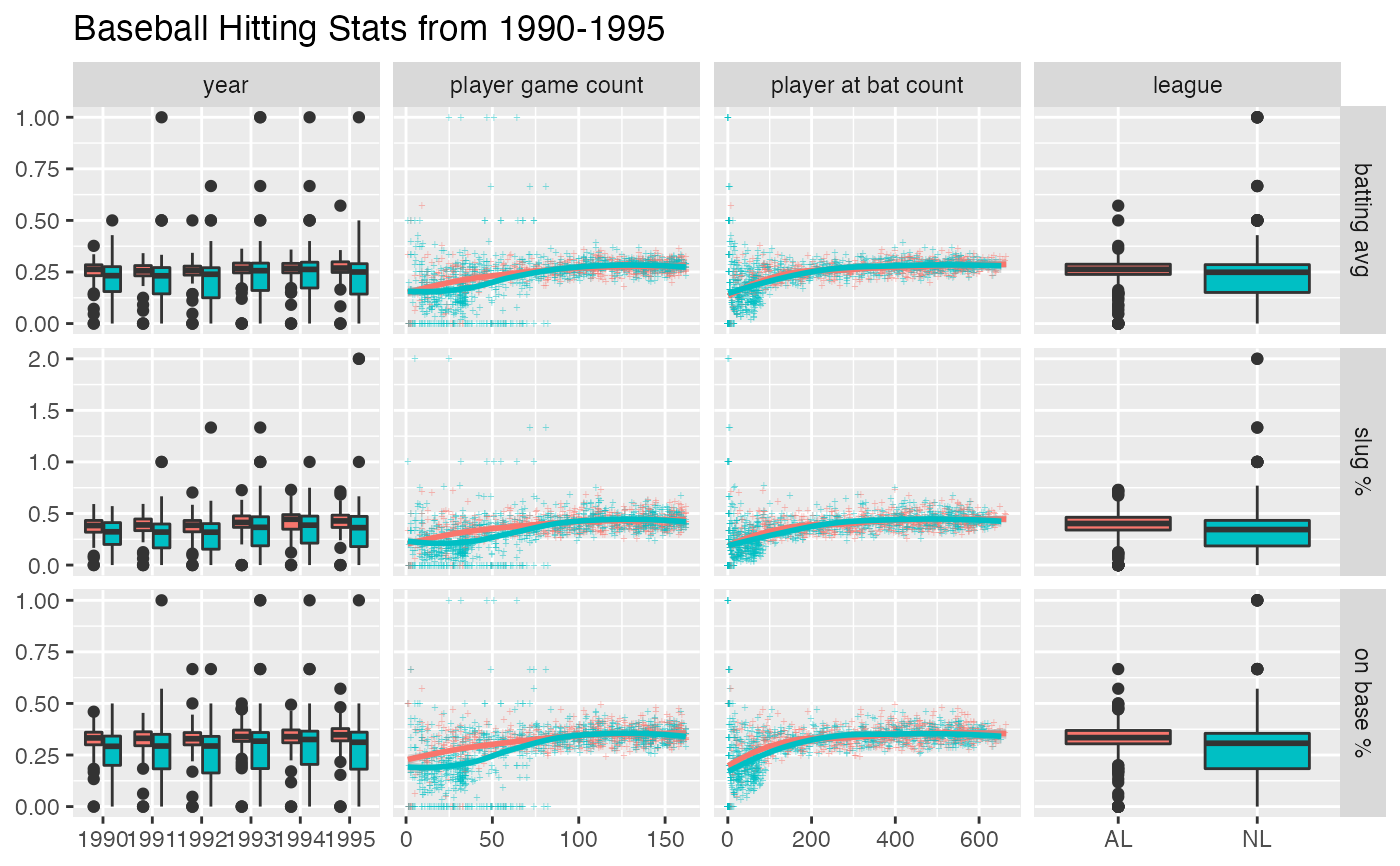 Baseball Hitting Stats from 1990-1995
year player game count player at bat count league
1.00
0.75
0.50
0.25
0.00
batting avg
2.0
1.5
1.0
0.5
0.0
slug %
1.00
0.75
0.50
0.25
0.00
on base %
1990 1991 1992 1993 1994 1995 0 50 100 150 0 200 400 600 AL NL